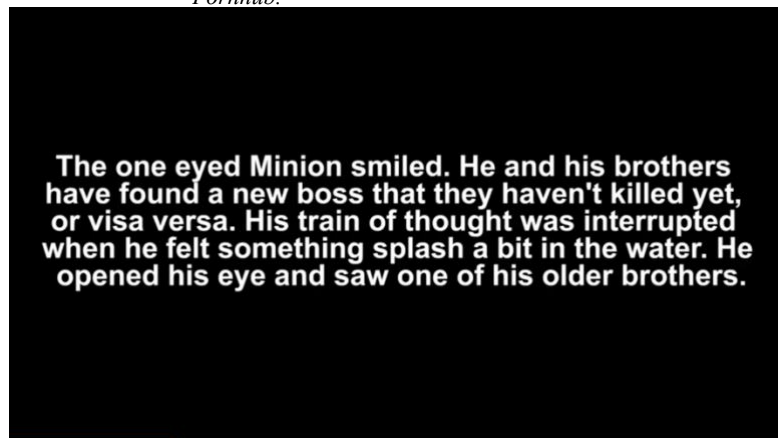 Pornhub.
The one eyed Minion smiled. He and his brothers
have found a new boss that they haven't killed yet,
or visa versa. His train of thought was interrupted
when he felt something splash a bit in the water. He
opened his eye and saw one of his older brothers.